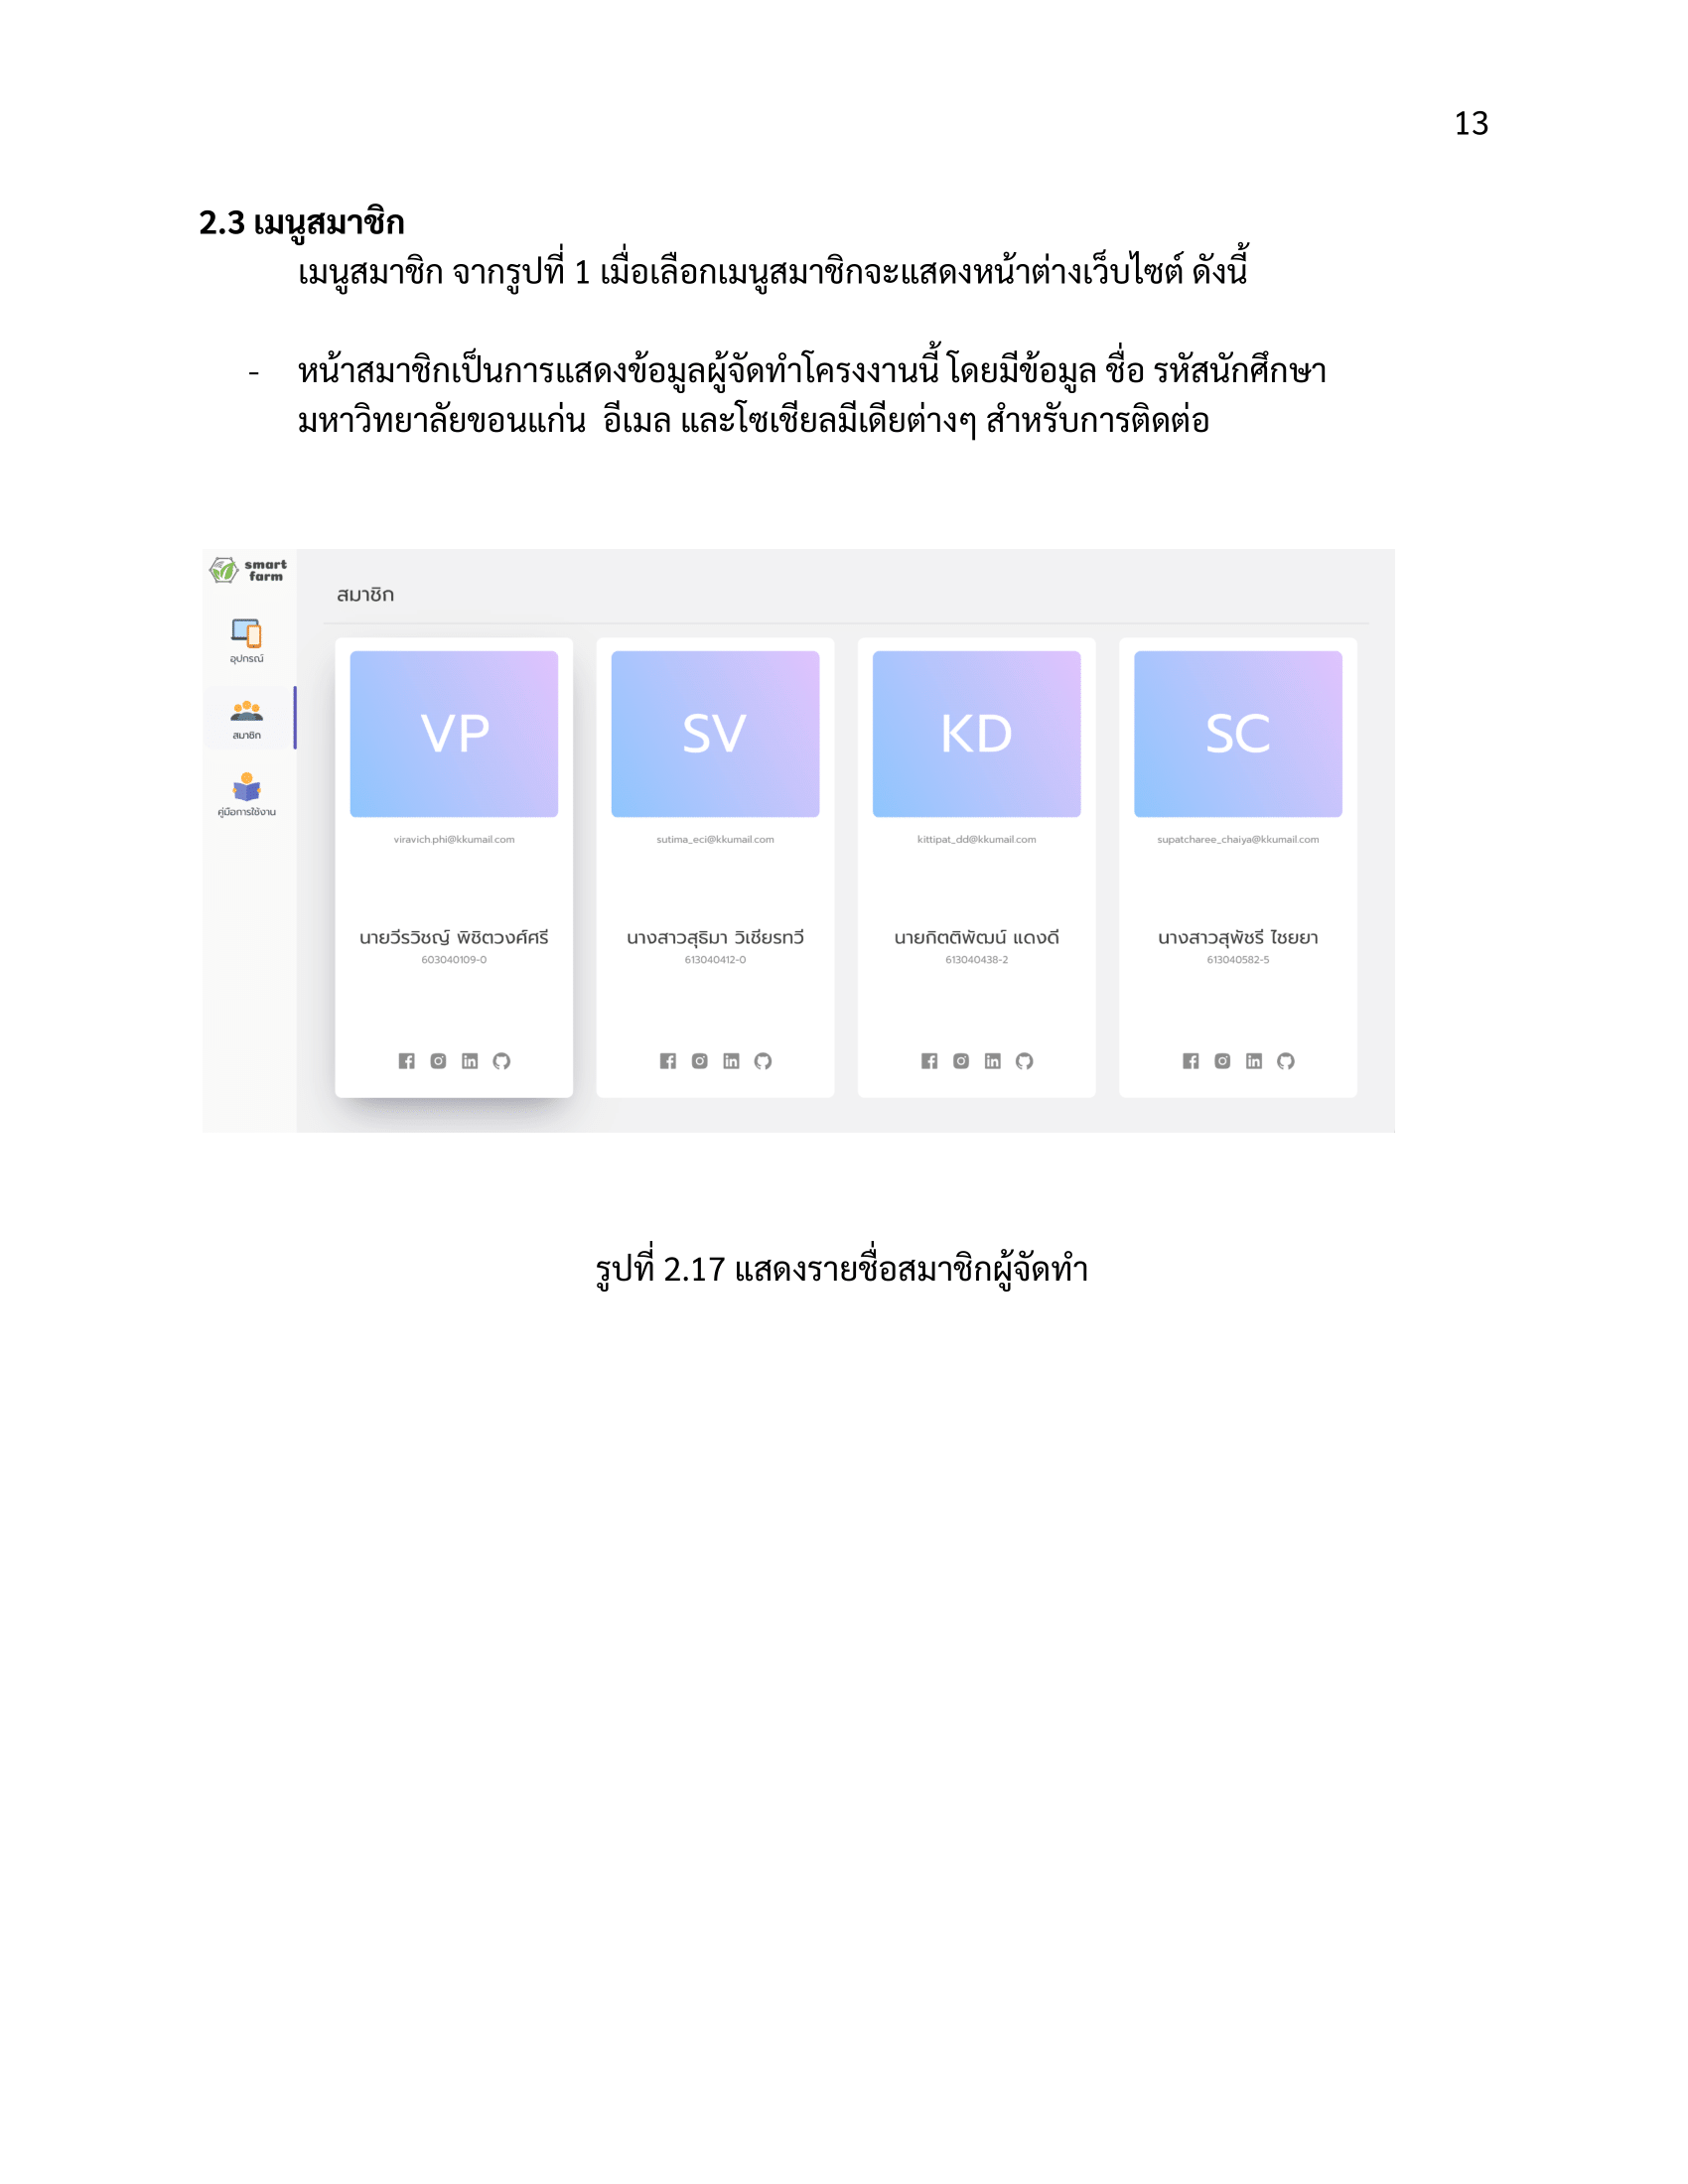 13
2.3 เมนูสมาชิก
เมนูสมาชิก จากรูปที่ 1 เมื่อเลือกเมนูสมาชิกจะแสดงหน้าต่างเว็บไซต์ ดังนี้
- หน้าสมาชิกเป็นการแสดงข้อมูลผู้จัดทำโครงงานนี้ โดยมีข้อมูล ชื่อ รหัสนักศึกษา
มหาวิทยาลัยขอนแก่น อีเมล และโซเชียลมีเดียต่างๆ สำหรับการติดต่อ
smart
farm
สมาชิก
อุปกรณ์
สมาชิก
คู่มือการใช้งาน
VP SV KD SC
viravich.phi@kkumail.com sutima_eci@kkumail.com kittipat_dd@kkumail.com supatcharee_chaiya@kkumail.com
นายวีรวิชญ์ พิชิตวงศ์ศรี นางสาวสุธิมา วิเชียรทวี นายกิตติพัฒน์ แดงดี นางสาวสุพัชรี ไชยยา
603040109-0 613040412-0 613040438-2 613040582-5
รูปที่ 2.17 แสดงรายชื่อสมาชิกผู้จัดทำ